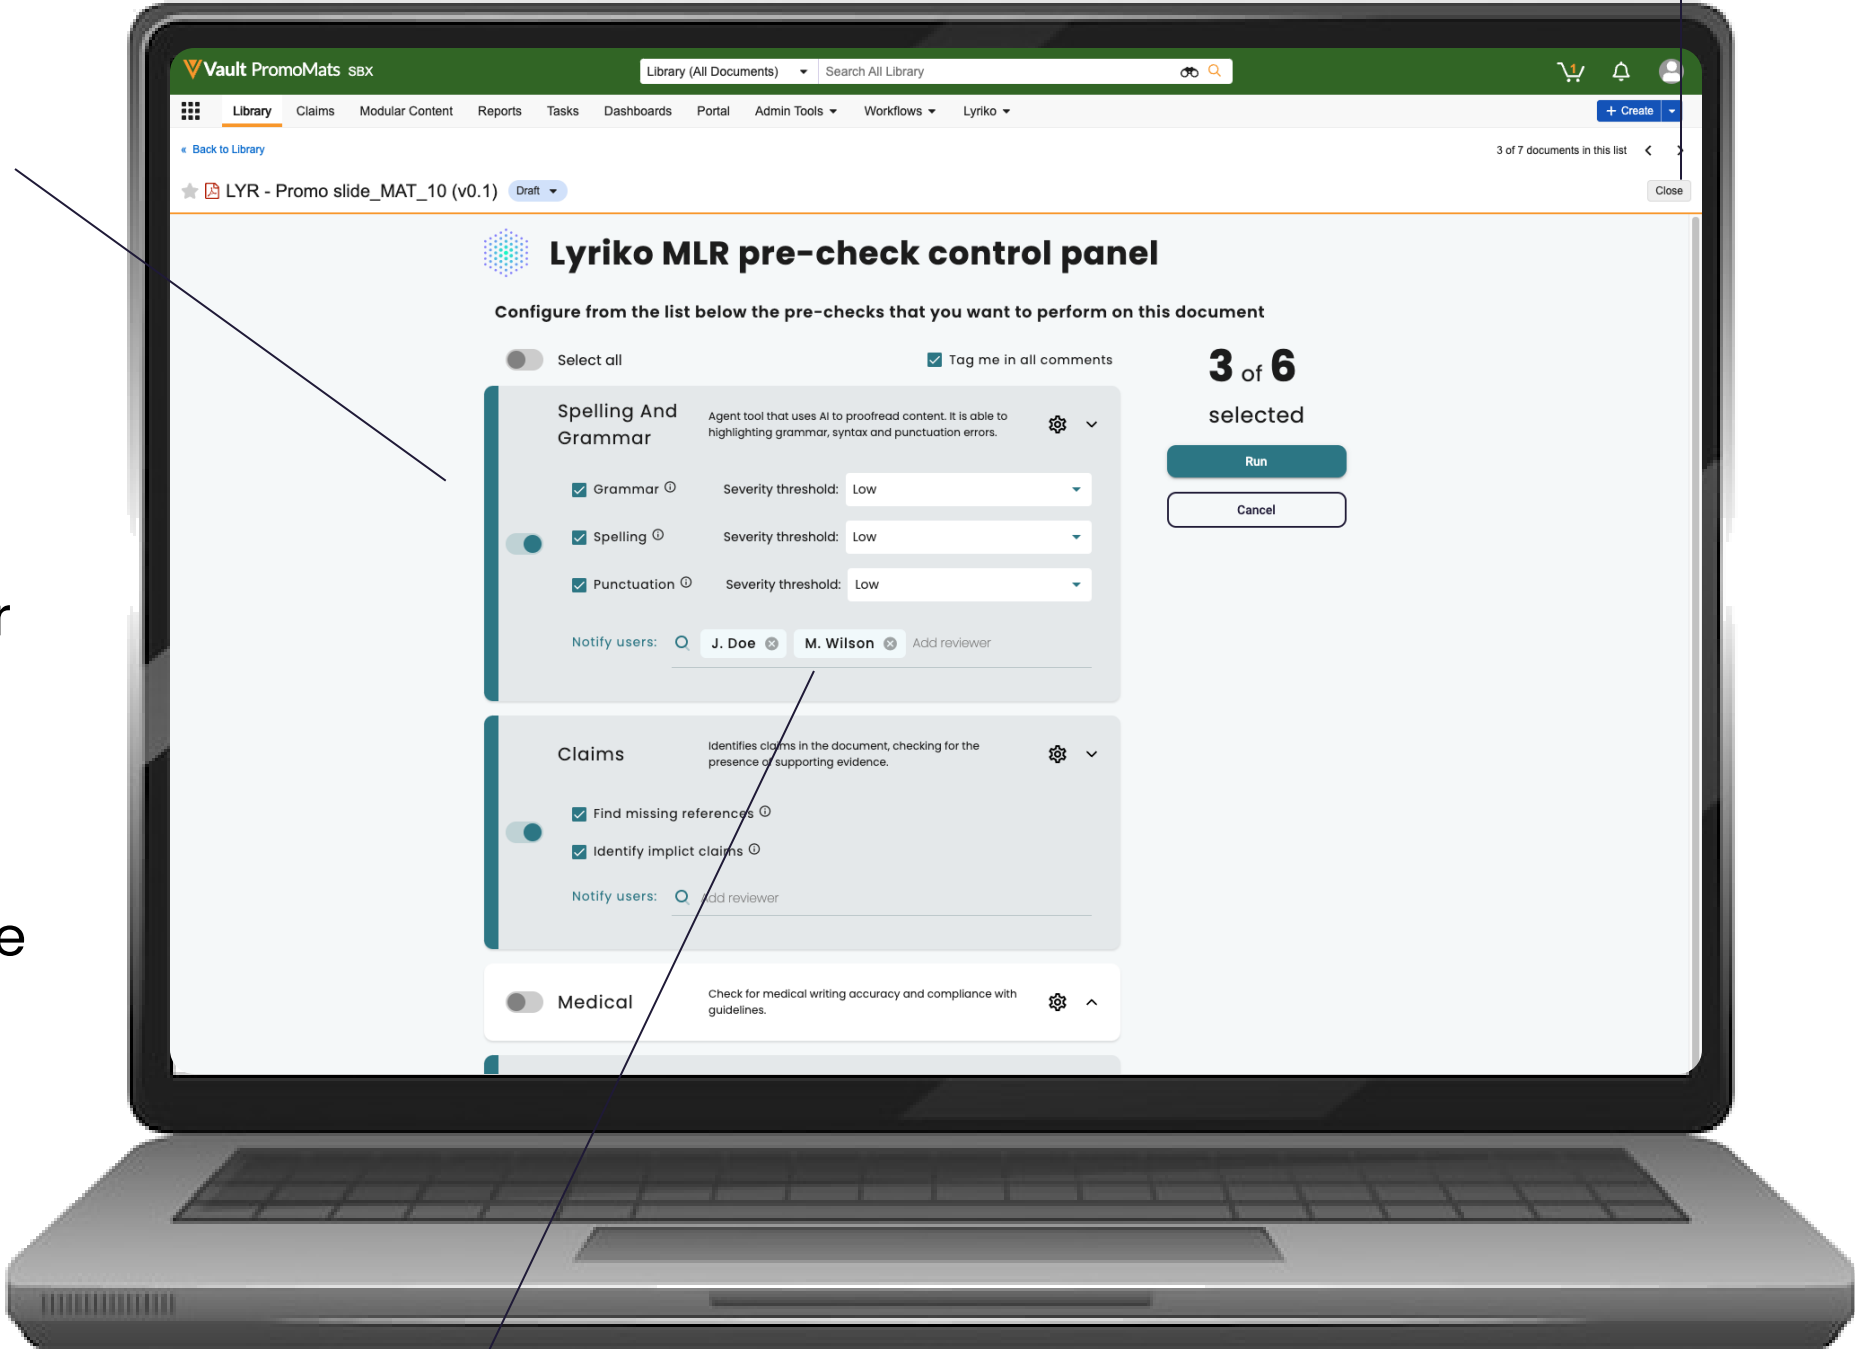 Vault PromoMats SBX
Library (All Documents)
Search All Library
1
Library
Claims
Modular Content
Reports
Tasks
Dashboards
Portal
Admin Tools
Workflows
Lyriko
+ Create
« Back to Library
3 of 7 documents in this list
LYR - Promo slide_MAT_10 (v0.1)
Draft
Close
Lyriko MLR pre-check control panel
Configure from the list below the pre-checks that you want to perform on this document
Select all
Tag me in all comments
3 of 6
selected
Run
Cancel
Spelling And
Grammar
Agent tool that uses AI to proofread content. It is able to
highlighting grammar, syntax and punctuation errors.
Grammar
Severity threshold:
Low
Spelling
Severity threshold:
Low
Punctuation
Severity threshold:
Low
Notify users:
J. Doe
M. Wilson
Add reviewer
Claims
Identifies claims in the document, checking for the
presence of supporting evidence.
Find missing references
Identify implict claims
Notify users:
Add reviewer
Medical
Check for medical writing accuracy and compliance with
guidelines.
r
e